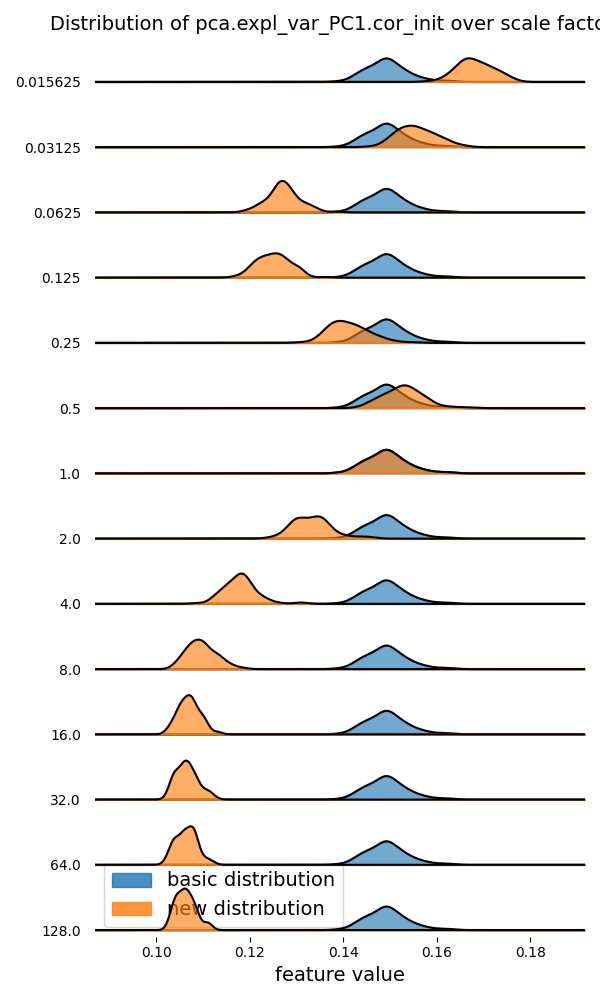 Distribution of pca.expl_var_PC1.cor_init over scale facto
0.015625
0.03125
0.0625
0.125
0.25
0.5
1.0
2.0
4.0
8.0
16.0
32.0
64.0
basic distribution
new distribution
128.0
0.10 0.12 0.14 0.16 0.18
feature value